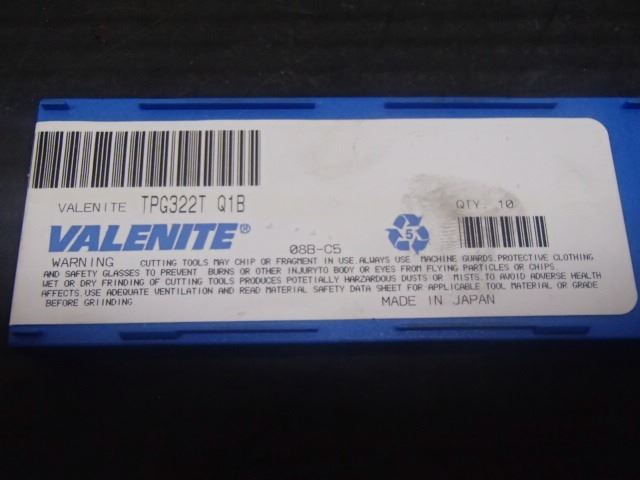 VALENITE TPG322T Q1B
QTY. 10
VALENITE®
08B-C5
5
WARNING CUTTING TOOLS MAY CHIP OR FRAGMENT IN USE.ALWAYS USE MACHINE GUARDS.PROTECTIVE CLOTHING
AND SAFETY GLASSES TO PREVENT BURNS OR OTHER INJURYTO BODY OR EYES FROM FLYING PARTICLES OR CHIPS.
WET OR DRY FRINDING OF CUTTING TOOLS PRODUCES POTETIALLY HARZARDOUS DUSTS OR MISTS.TO AVOID ADVERSE HEALTH
AFFECTS.USE ADEQUATE VENTILATION AND READ MATERIAL SAFETY DATA SHEET FOR APPLICABLE TOOL MATERIAL OR GRADE
BEFORE GRIINDING
MADE IN JAPAN